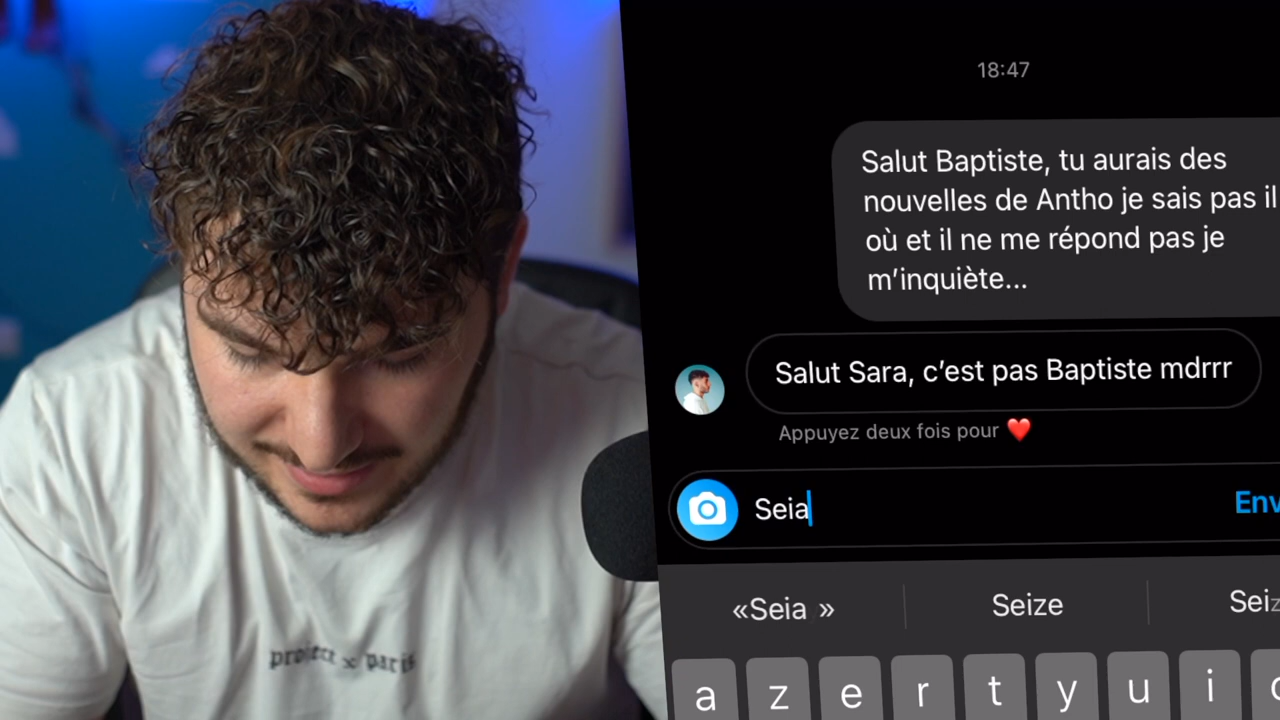 18:47
Salut Baptiste, tu aurais des
nouvelles de Antho je sais pas il
où et il ne me répond pas je
m’inquiète...
Salut Sara, c’est pas Baptiste mdrrr
Appuyez deux fois pour ❤️
Seia
Env
«Seia »
Seize
Seiz
a z e r t y u i
project x paris